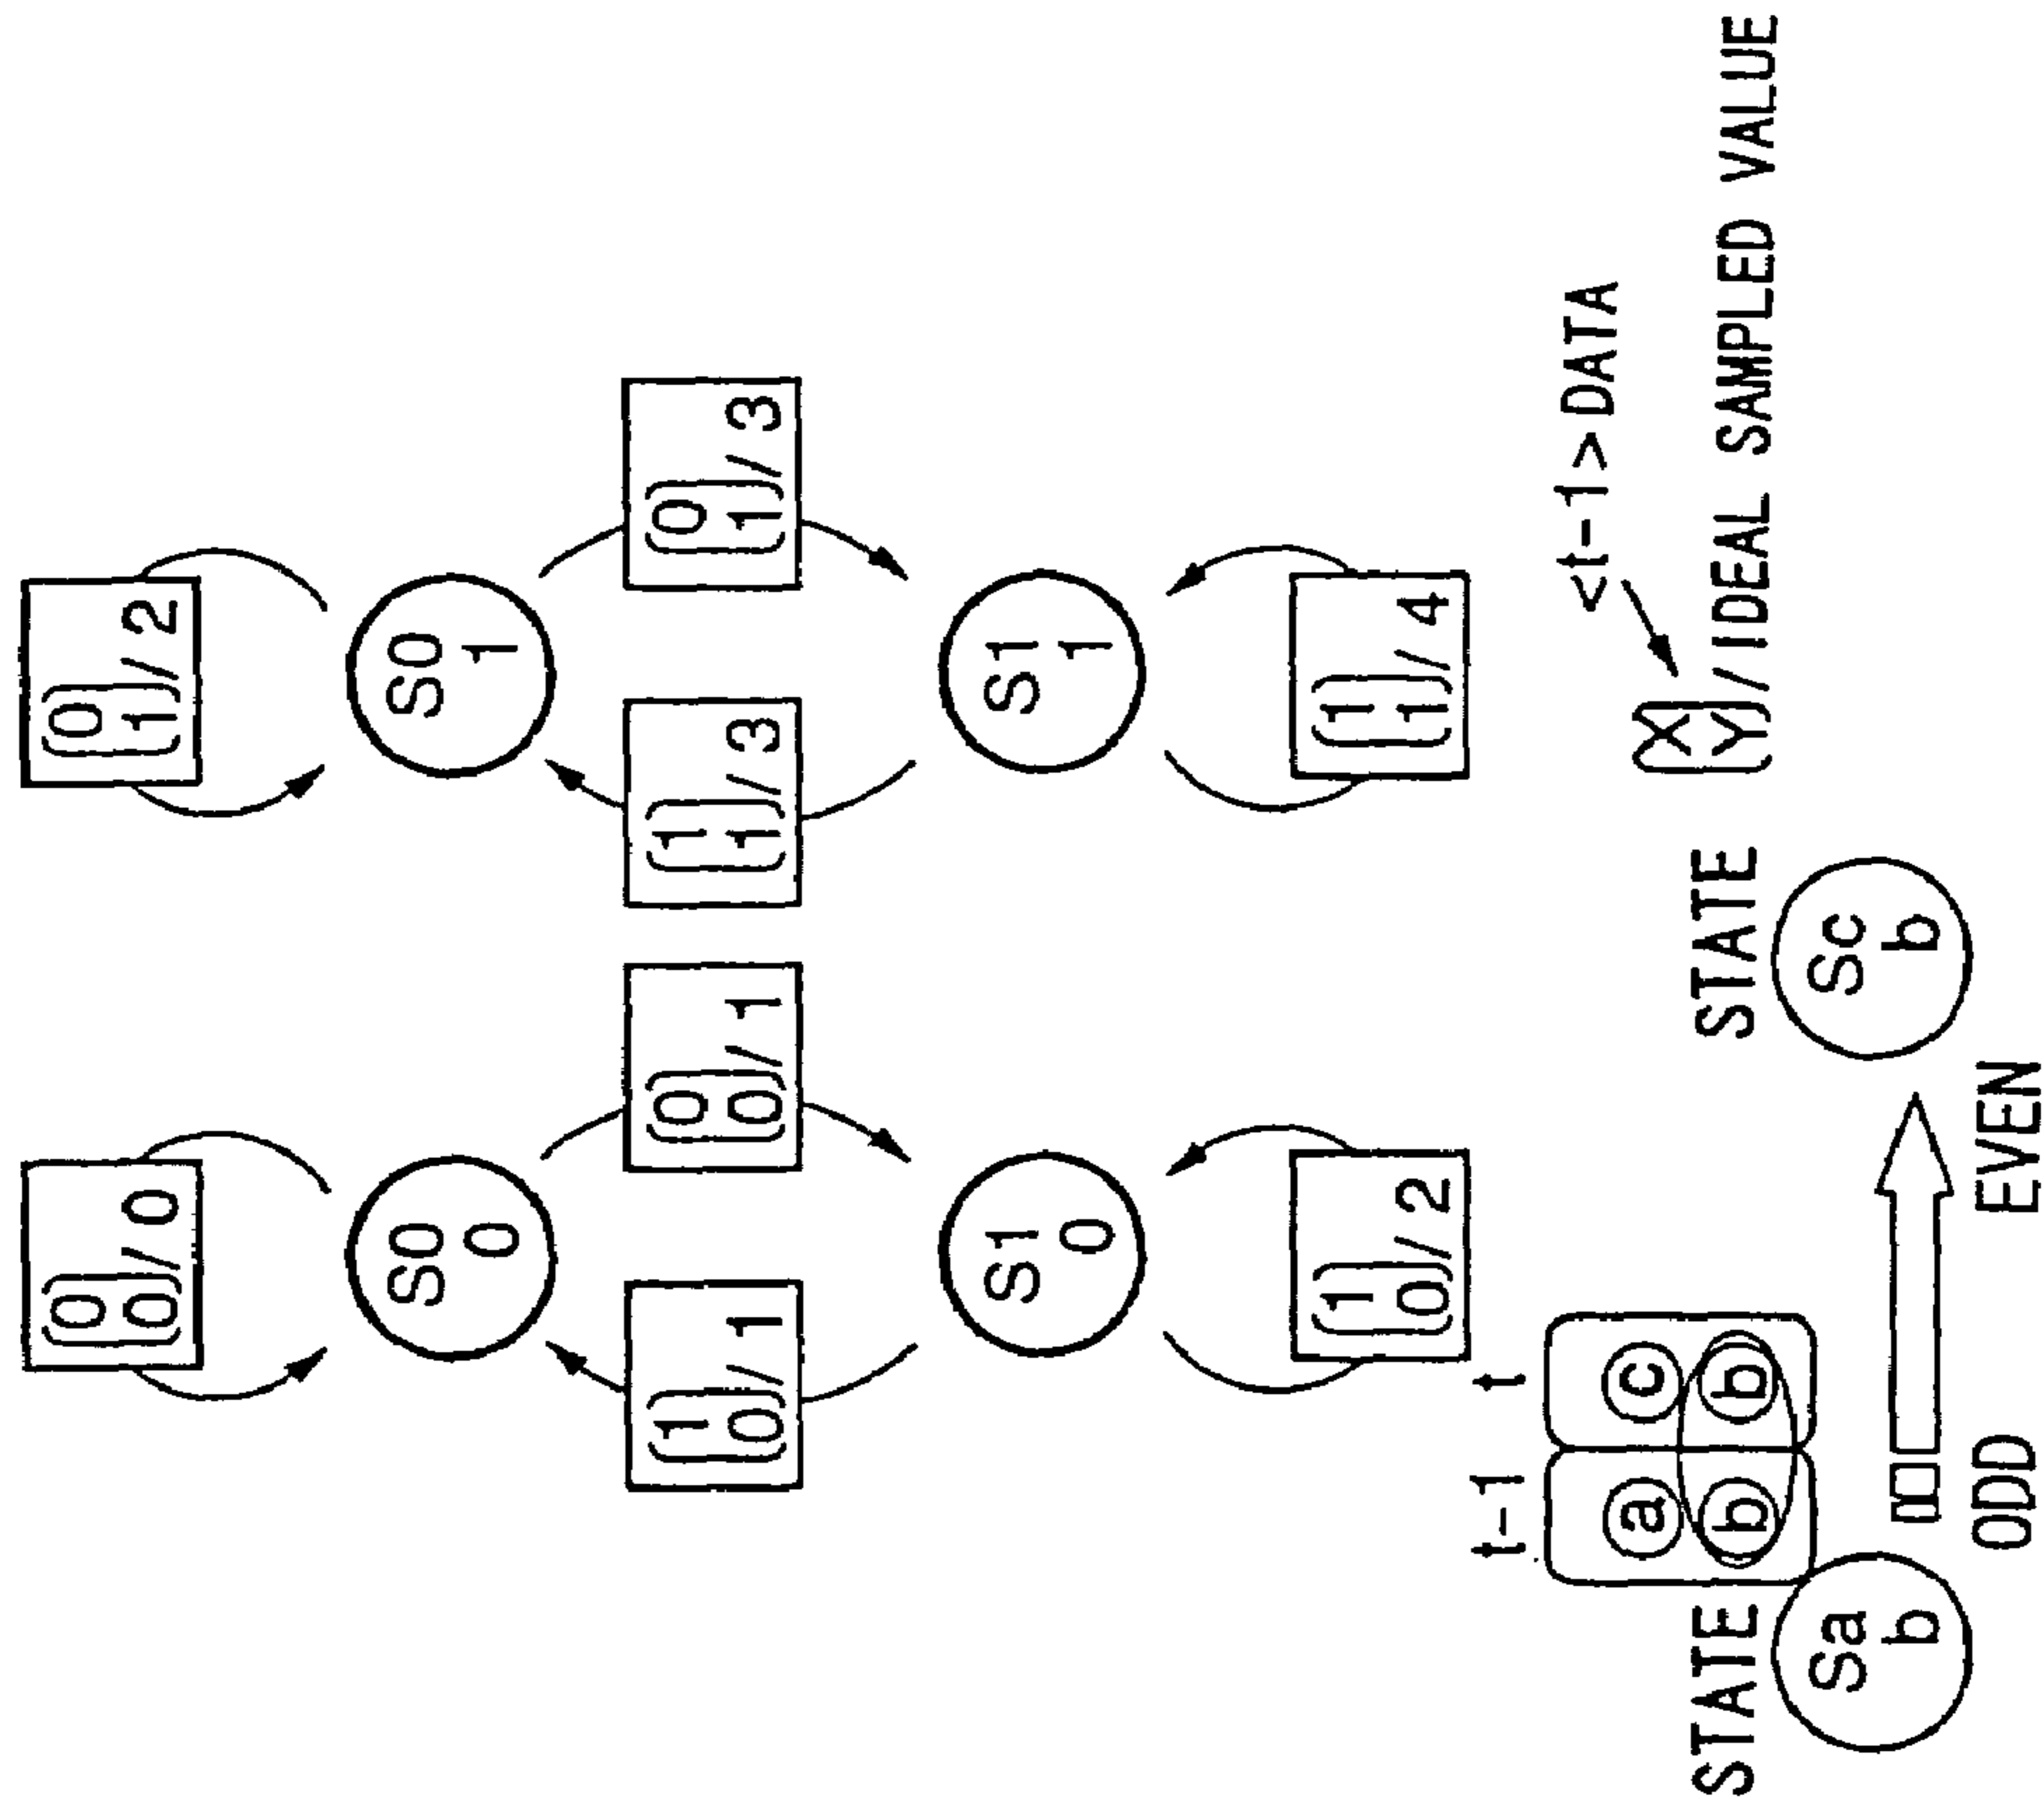 0 0
0/0 1/2
S0 S0
0 1
1 0 1 0
0/1 0/1 1/3 1/3
S1 S1
0 1
1 1
0/2 1/4
t-1 t
<t-1>DATA
a c X
STATE b b STATE Y/IDEAL SAMPLED VALUE
Sa Sc
b b
ODD EVEN